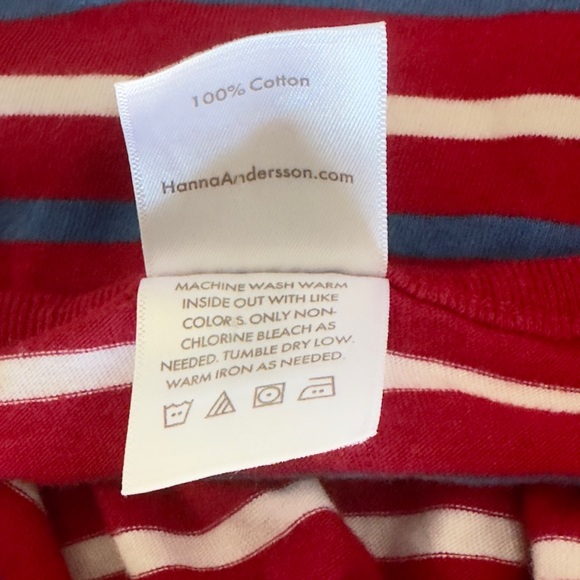 100% Cotton
HannaAndersson.com
MACHINE WASH WARM
INSIDE OUT WITH LIKE
COLORS. ONLY NON-
CHLORINE BLEACH AS
NEEDED. TUMBLE DRY LOW.
WARM IRON AS NEEDED.